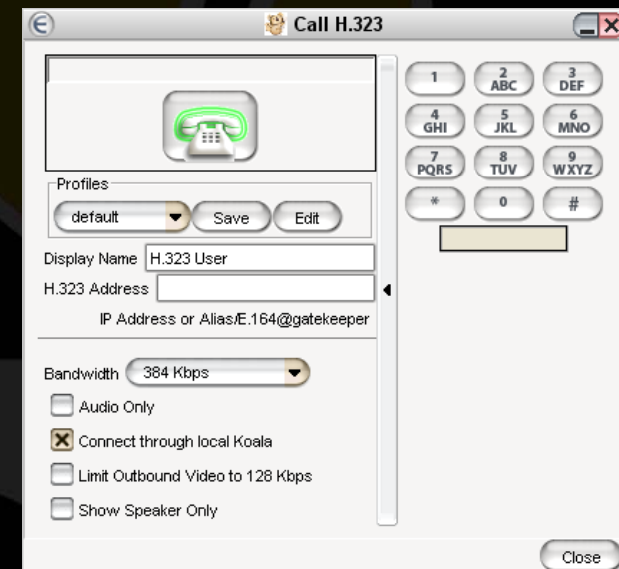 Call H.323
Profiles
default Save Edit
Display Name H.323 User
H.323 Address
IP Address or Alias/E.164@gatekeeper
Bandwidth 384 Kbps
Audio Only
Connect through local Koala
Limit Outbound Video to 128 Kbps
Show Speaker Only
1 2 ABC 3 DEF
4 GHI 5 JKL 6 MNO
7 PQRS 8 TUV 9 WXYZ
* 0 #
Close